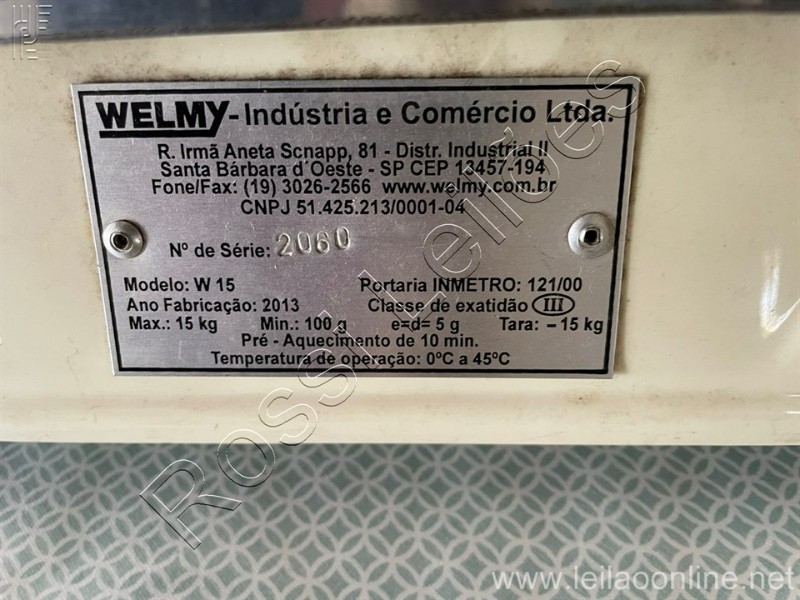 WELMY - Indústria e Comércio Ltda.
R. Irmã Aneta Scnapp, 81 - Distr. Industrial II
Santa Bárbara d´Oeste - SP CEP 13457-194
Fone/Fax: (19) 3026-2566 www.welmy.com.br
CNPJ 51.425.213/0001-04
Nº de Série: 2060
Modelo: W 15 Portaria INMETRO: 121/00
Ano Fabricação: 2013 Classe de exatidão III
Max.: 15 kg Min.: 100 g e=d= 5 g Tara: - 15 kg
Pré - Aquecimento de 10 min.
Temperatura de operação: 0ºC a 45ºC
Rossi Leilões
www.leilaoonline.net